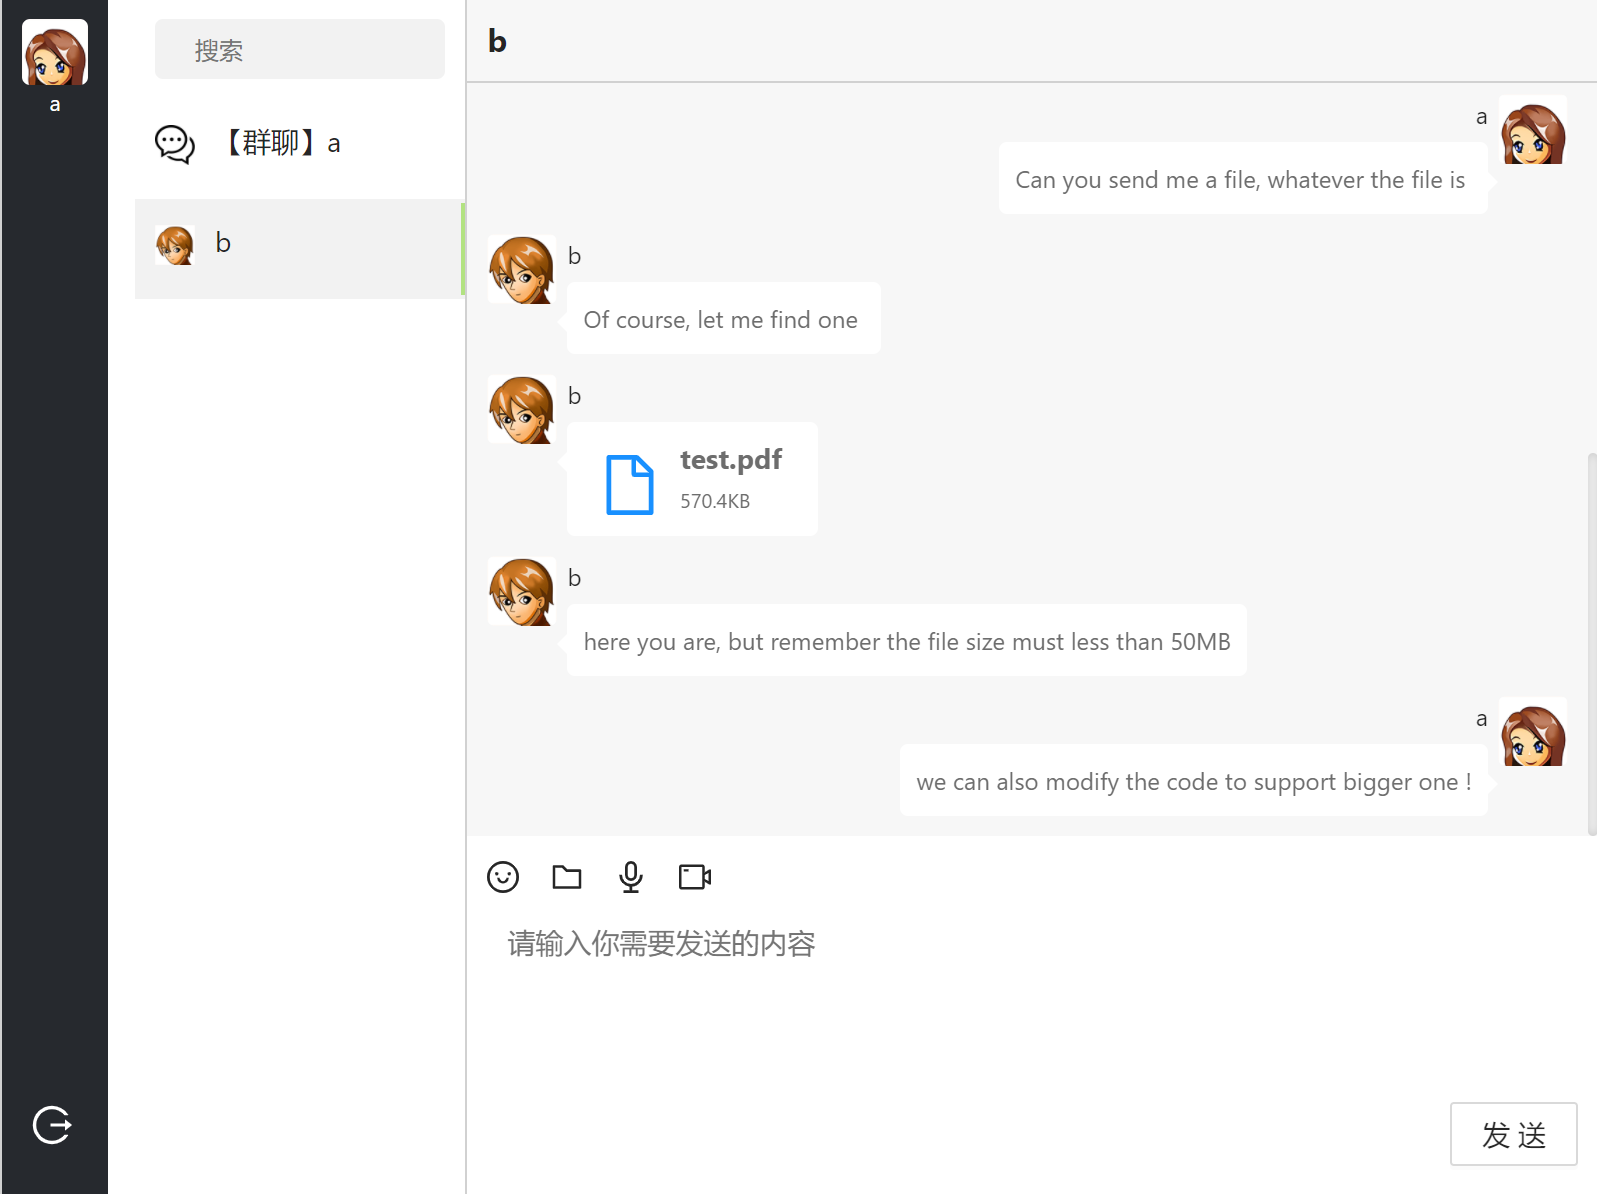 a
搜索
【群聊】a
b
b
a
Can you send me a file, whatever the file is
b
Of course, let me find one
b
test.pdf
570.4KB
b
here you are, but remember the file size must less than 50MB
a
we can also modify the code to support bigger one !
请输入你需要发送的内容
发 送